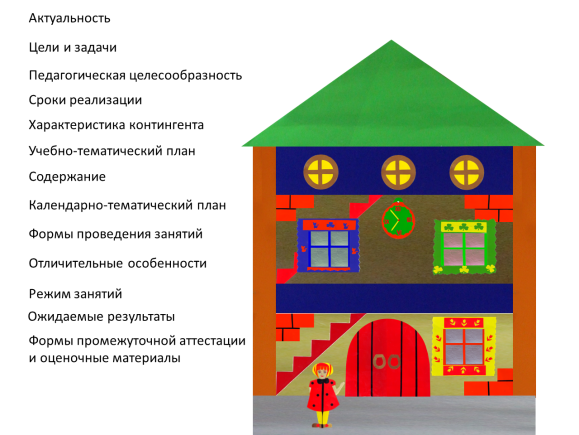 Актуальность
Цели и задачи
Педагогическая целесообразность
Сроки реализации
Характеристика контингента
Учебно-тематический план
Содержание
Календарно-тематический план
Формы проведения занятий
Отличительные особенности
Режим занятий
Ожидаемые результаты
Формы промежуточной аттестации
и оценочные материалы